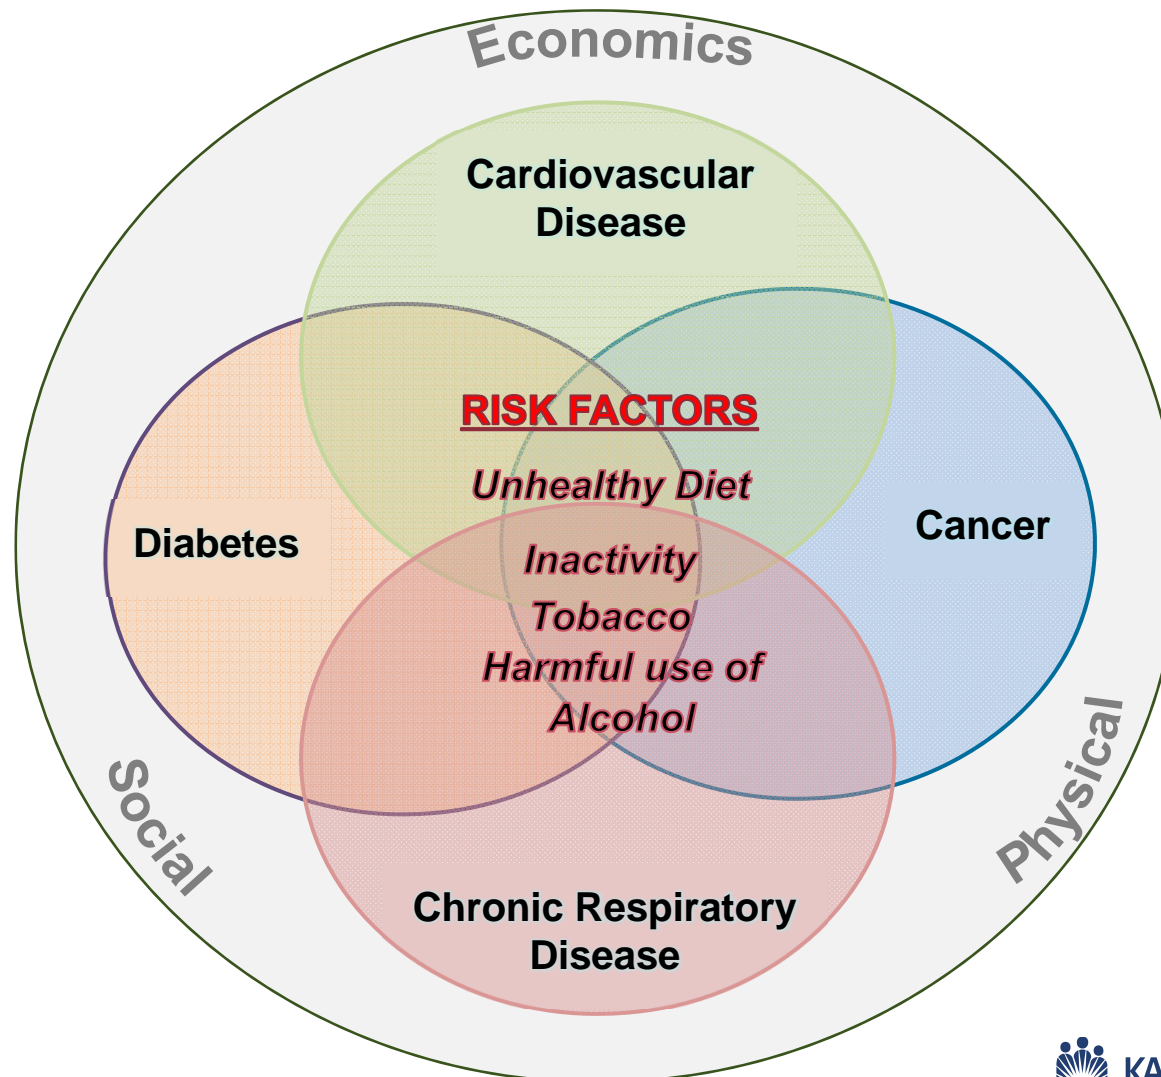 Economics
Cardiovascular
Disease
RISK FACTORS
Unhealthy Diet
Diabetes
Cancer
Inactivity
Tobacco
Harmful use of
Alcohol
Social
Physical
Chronic Respiratory
Disease